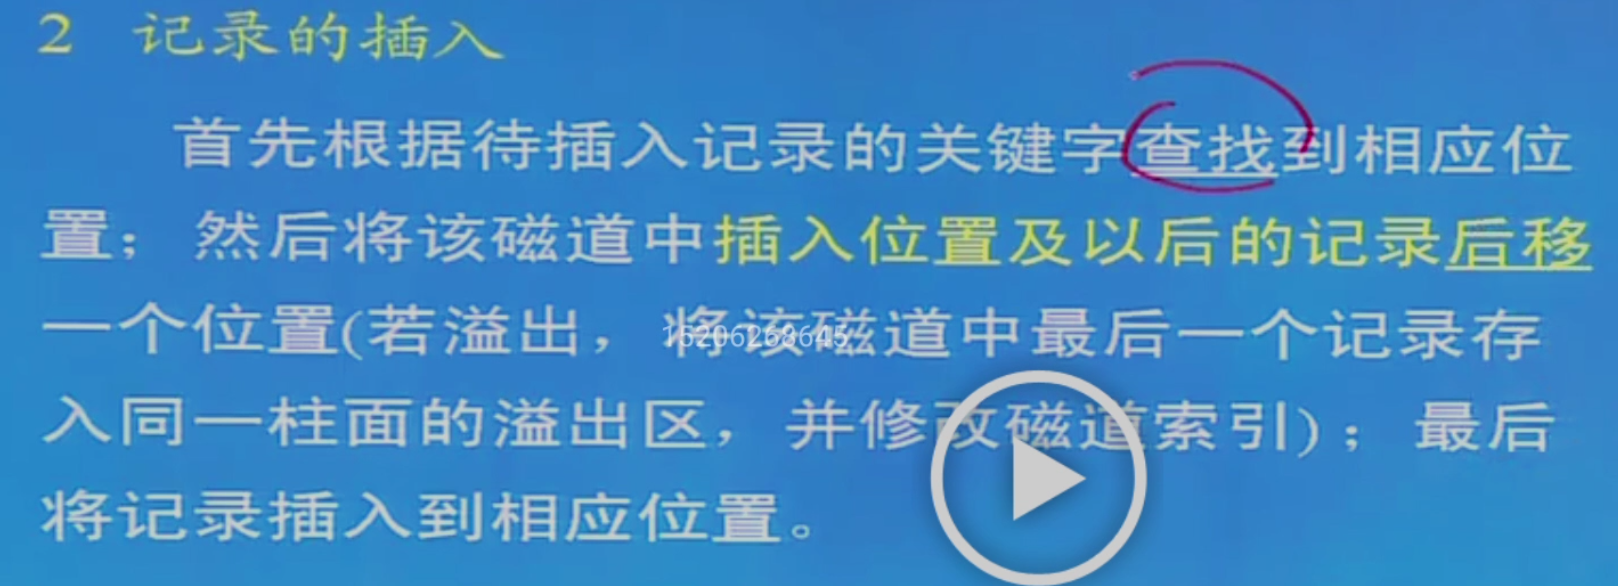 2 记录的插入
首先根据待插入记录的关键字查找到相应位
置；然后将该磁道中插入位置及以后的记录后移
一个位置(若溢出，将该磁道中最后一个记录存
入同一柱面的溢出区，并修改磁道索引)；最后
将记录插入到相应位置。
16206268645